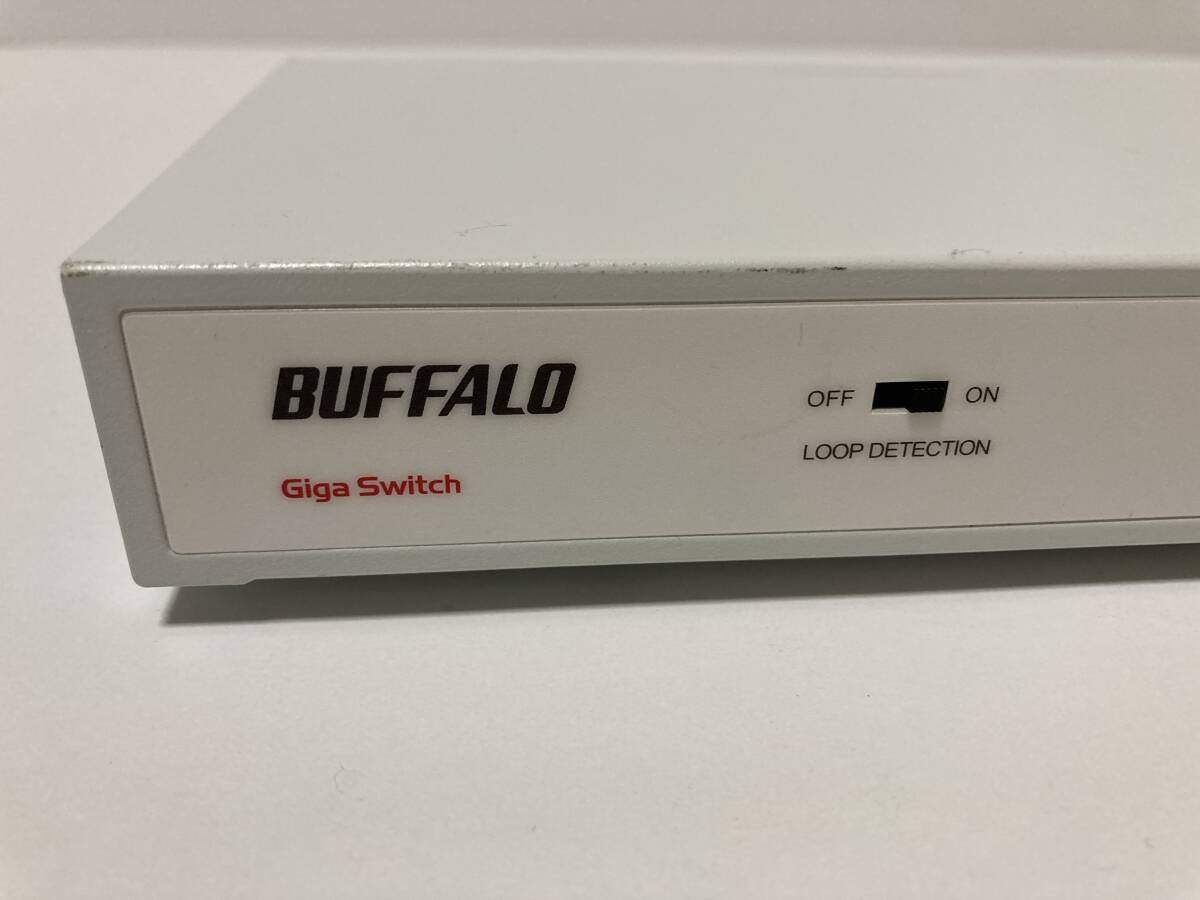 BUFFALO
Giga Switch
OFF ON
LOOP DETECTION